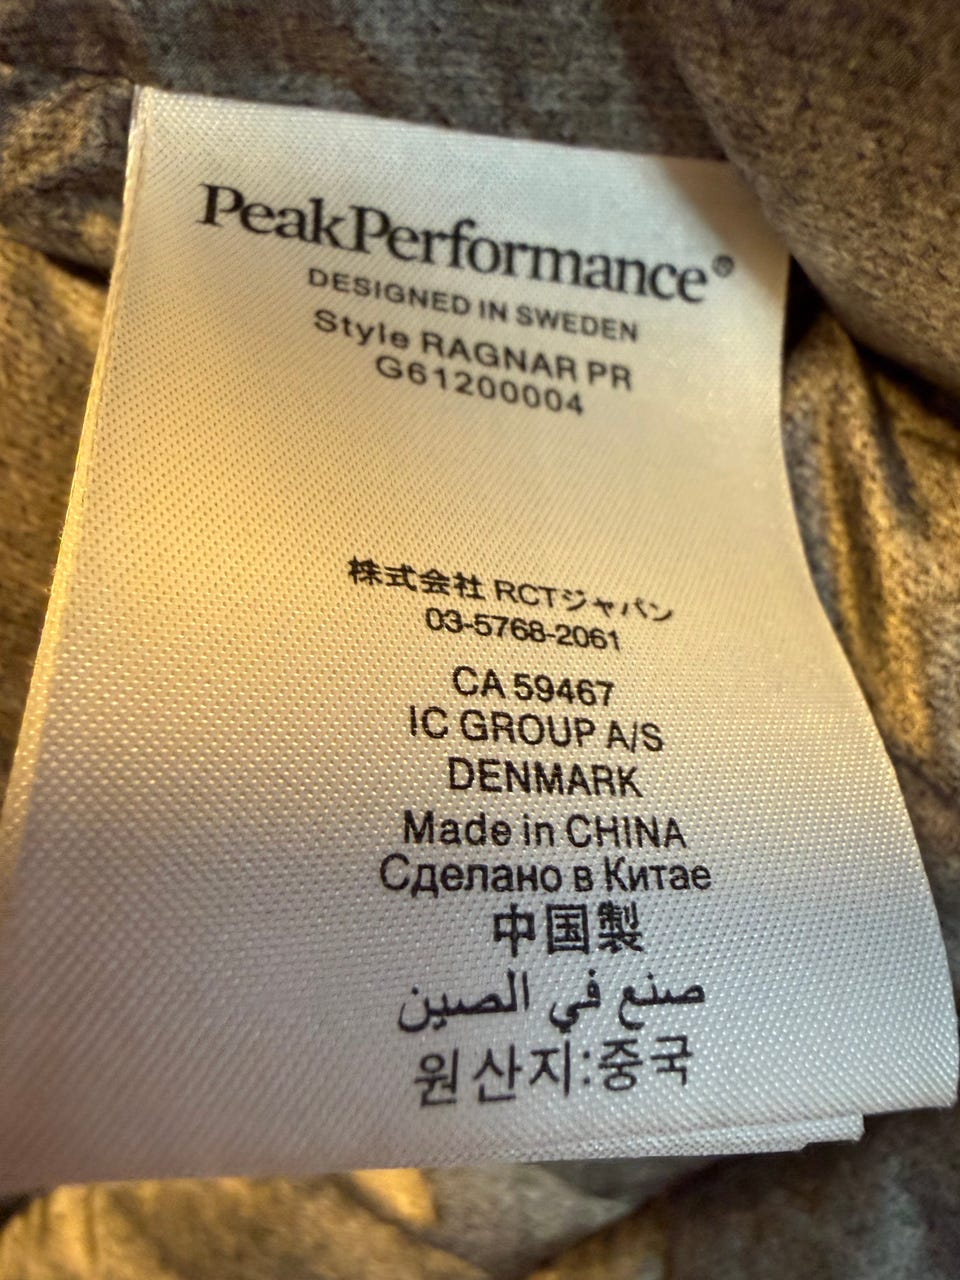 PeakPerformance®
DESIGNED IN SWEDEN
Style RAGNAR PR
G61200004
株式会社 RCTジャパン
03-5768-2061
CA 59467
IC GROUP A/S
DENMARK
Made in CHINA
Сделано в Китае
中国製
صنع في الصين
원산지:중국